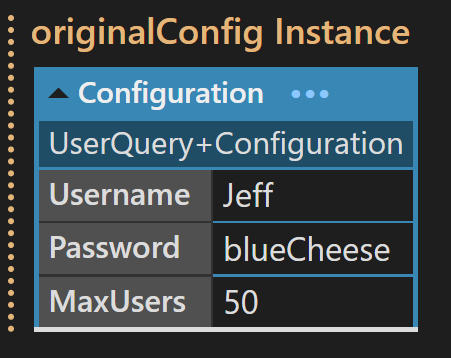 originalConfig Instance
Configuration •••
UserQuery+Configuration
Username Jeff
Password blueCheese
MaxUsers 50